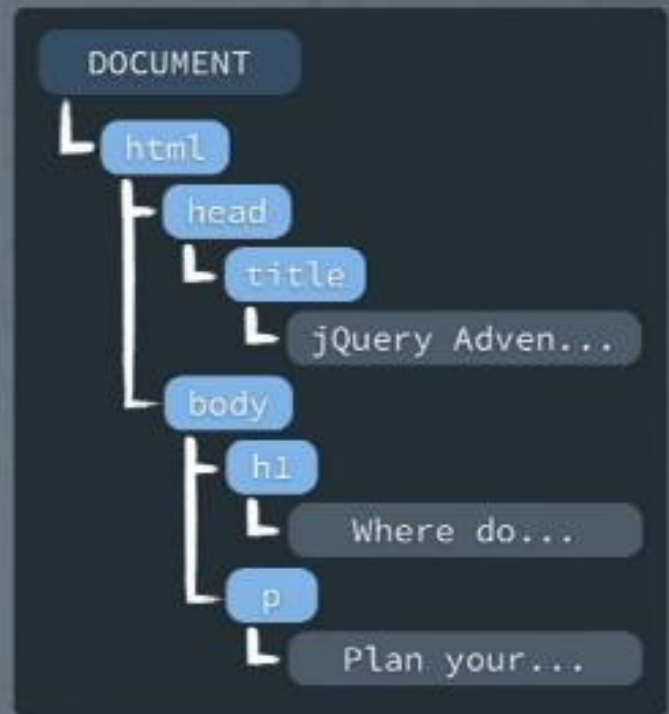 DOCUMENT
html
head
title
jQuery Adven...
body
h1
Where do...
p
Plan your...